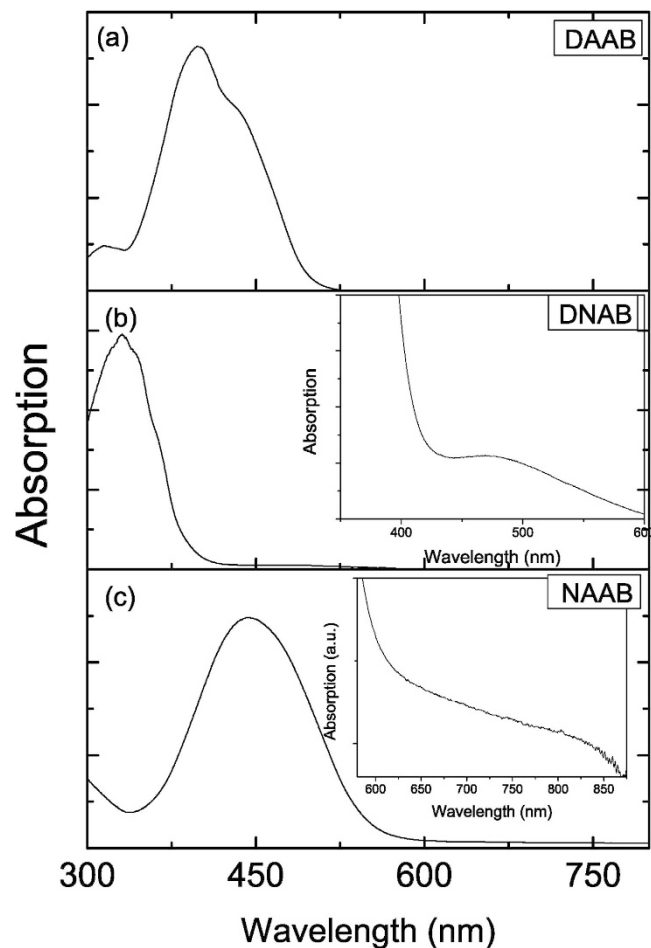 (a)
DAAB
(b)
DNAB
Absorption
400
500
600
Wavelength (nm)
(c)
NAAB
Absorption (a.u.)
600
650
700
750
800
850
Wavelength (nm)
Absorption
300
450
600
750
Wavelength (nm)